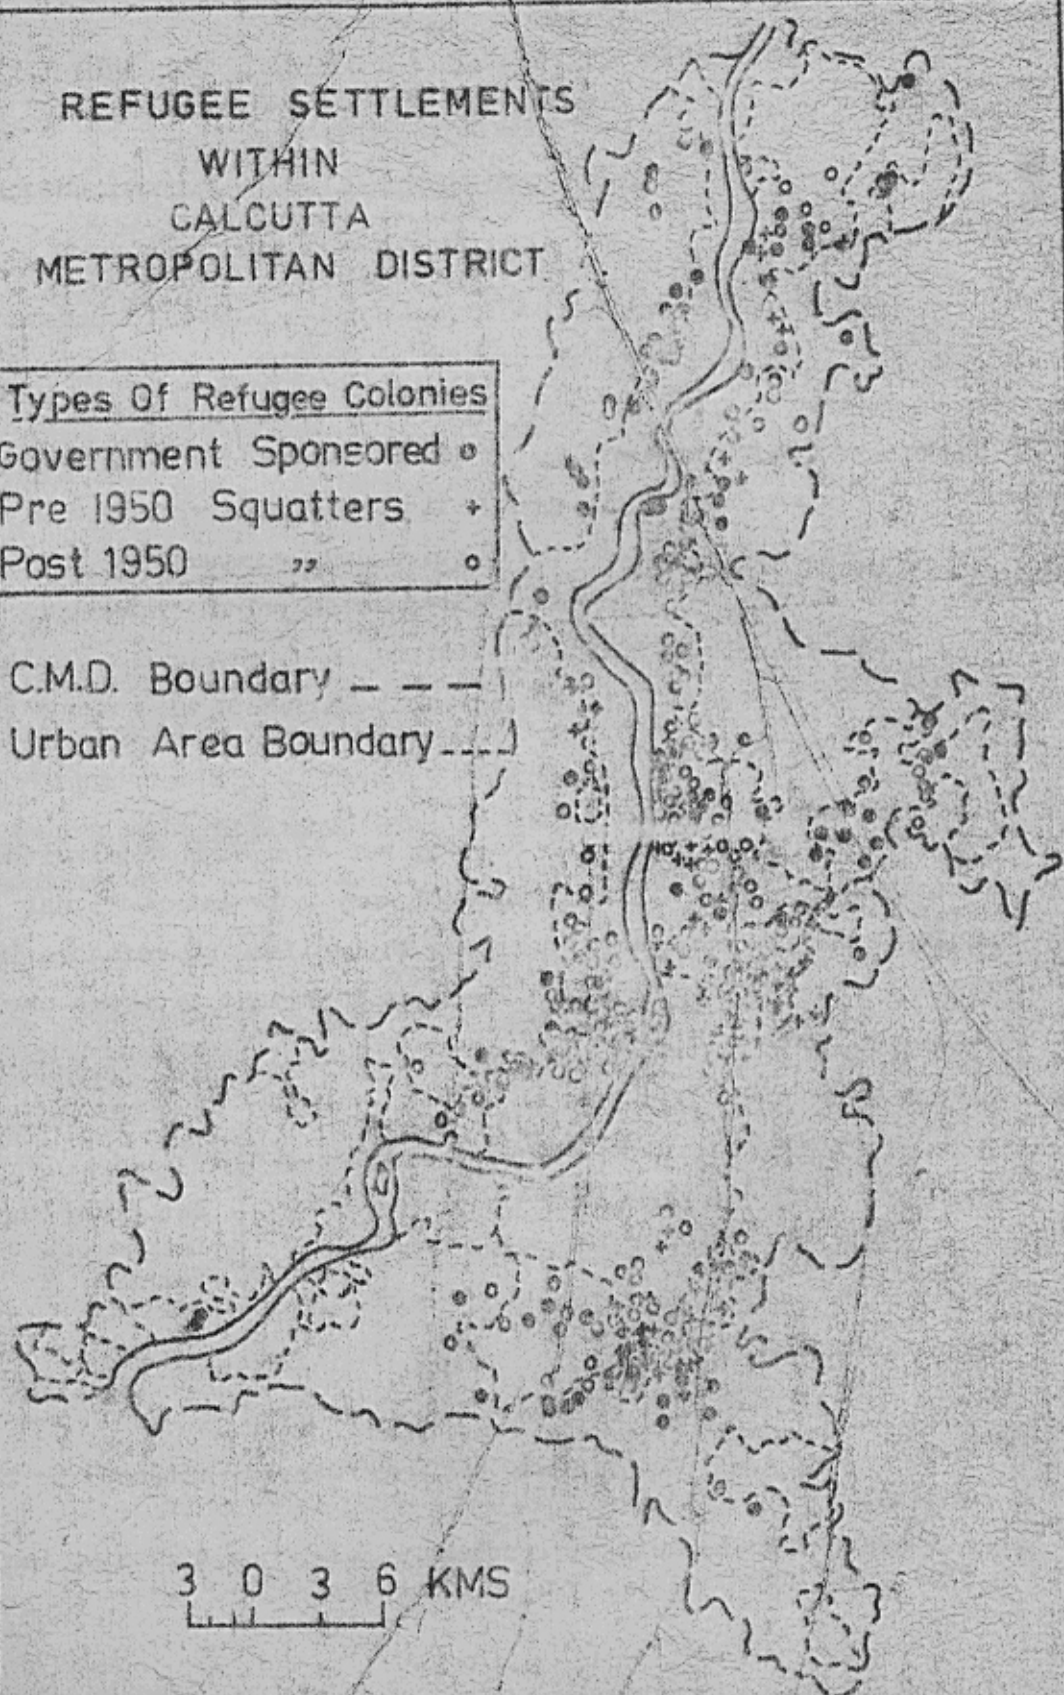 REFUGEE SETTLEMENTS
WITHIN
CALCUTTA
METROPOLITAN DISTRICT
Types Of Refugee Colonies
Government Sponsored
Pre 1950 Squatters +
Post 1950 " o
C.M.D. Boundary _ _ _
Urban Area Boundary ----
3 0 3 6 KMS